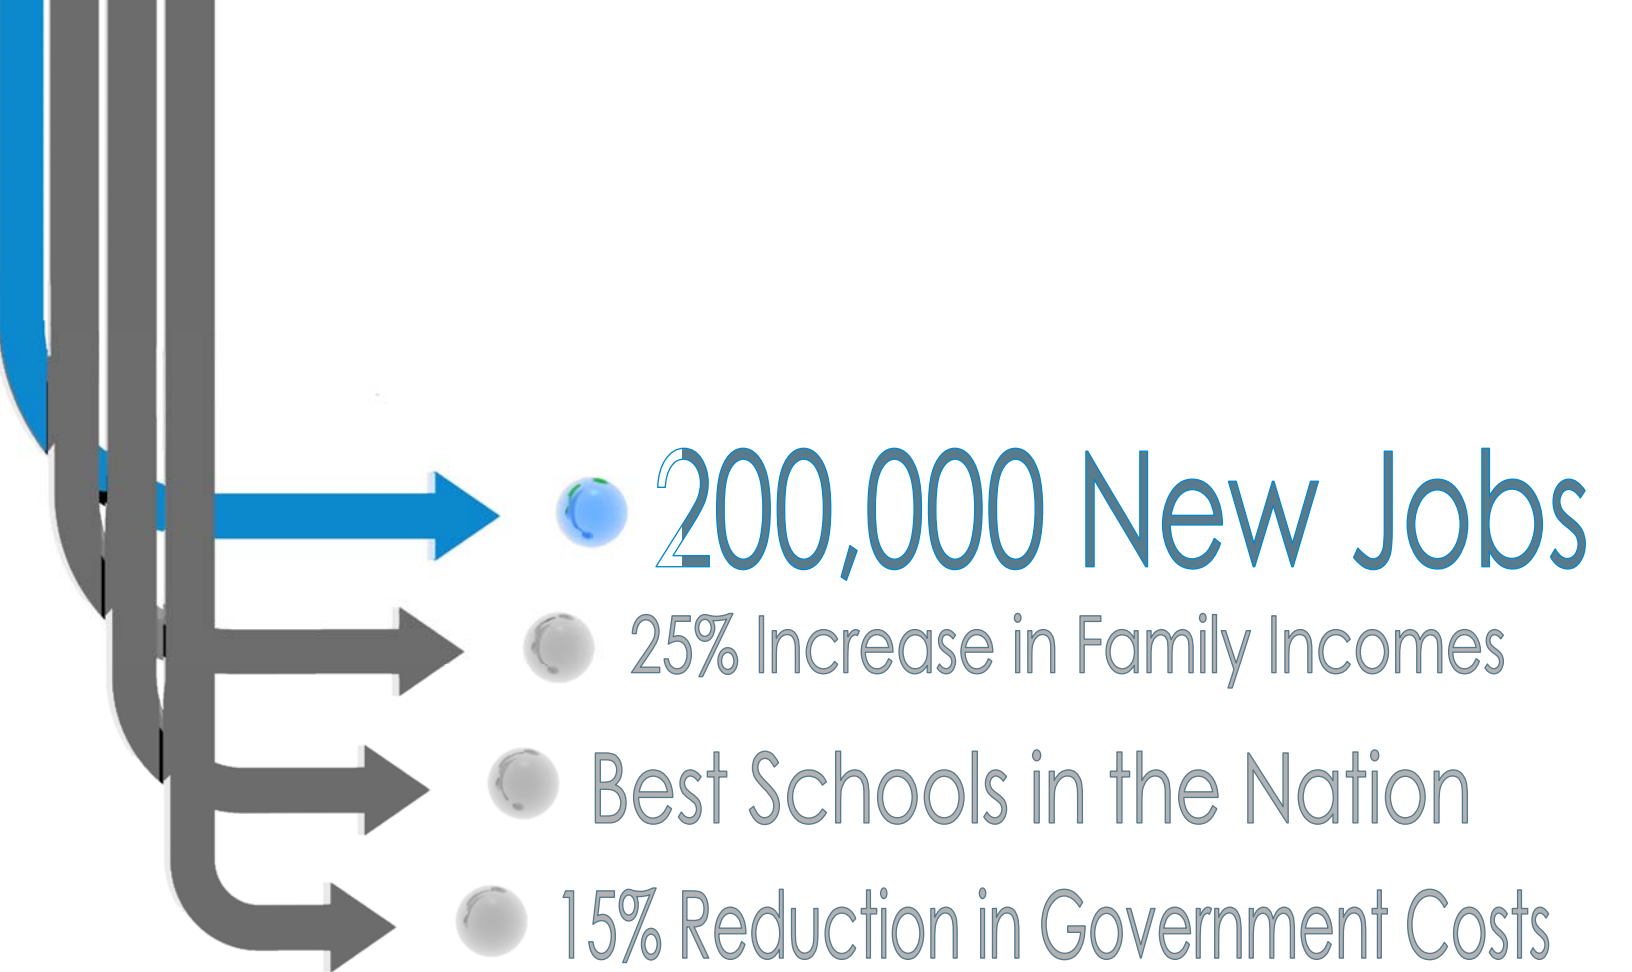 200,000 New Jobs
25% Increase in Family Incomes
Best Schools in the Nation
15% Reduction in Government Costs